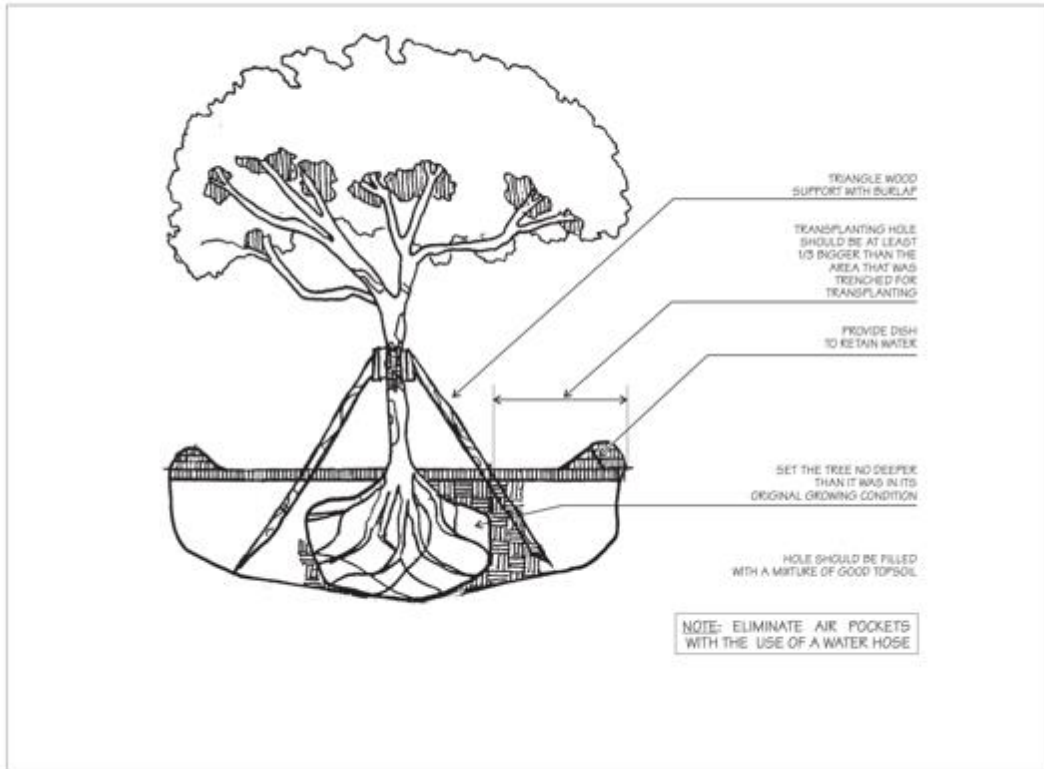 TRIANGLE WOOD
SUPPORT WITH BURLAP
TRANSPLANTING HOLE
SHOULD BE AT LEAST
1/3 BIGGER THAN THE
AREA THAT WAS
TRENCHED FOR
TRANSPLANTING
PROVIDE DISH
TO RETAIN WATER
SET THE TREE NO DEEPER
THAN IT WAS IN ITS
ORIGINAL GROWING CONDITION
HOLE SHOULD BE FILLED
WITH A MIXTURE OF GOOD TOPSOIL
NOTE: ELIMINATE AIR POCKETS
WITH THE USE OF A WATER HOSE